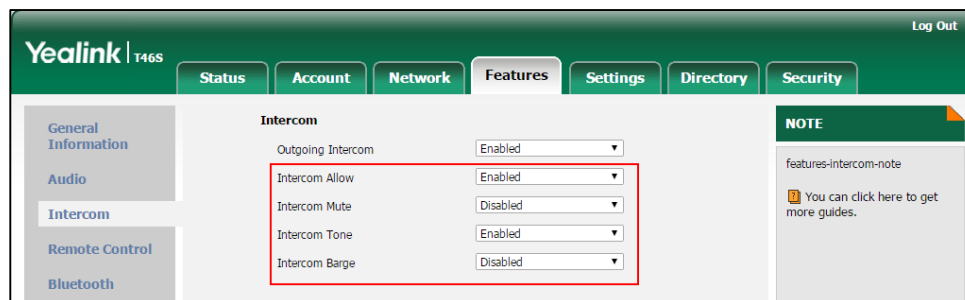 Log Out
Yealink T46S
Status Account Network Features Settings Directory Security
General
Information
Audio
Intercom
Remote Control
Bluetooth
Intercom
Outgoing Intercom Enabled
Intercom Allow Enabled
Intercom Mute Disabled
Intercom Tone Enabled
Intercom Barge Disabled
NOTE
features-intercom-note
? You can click here to get
more guides.